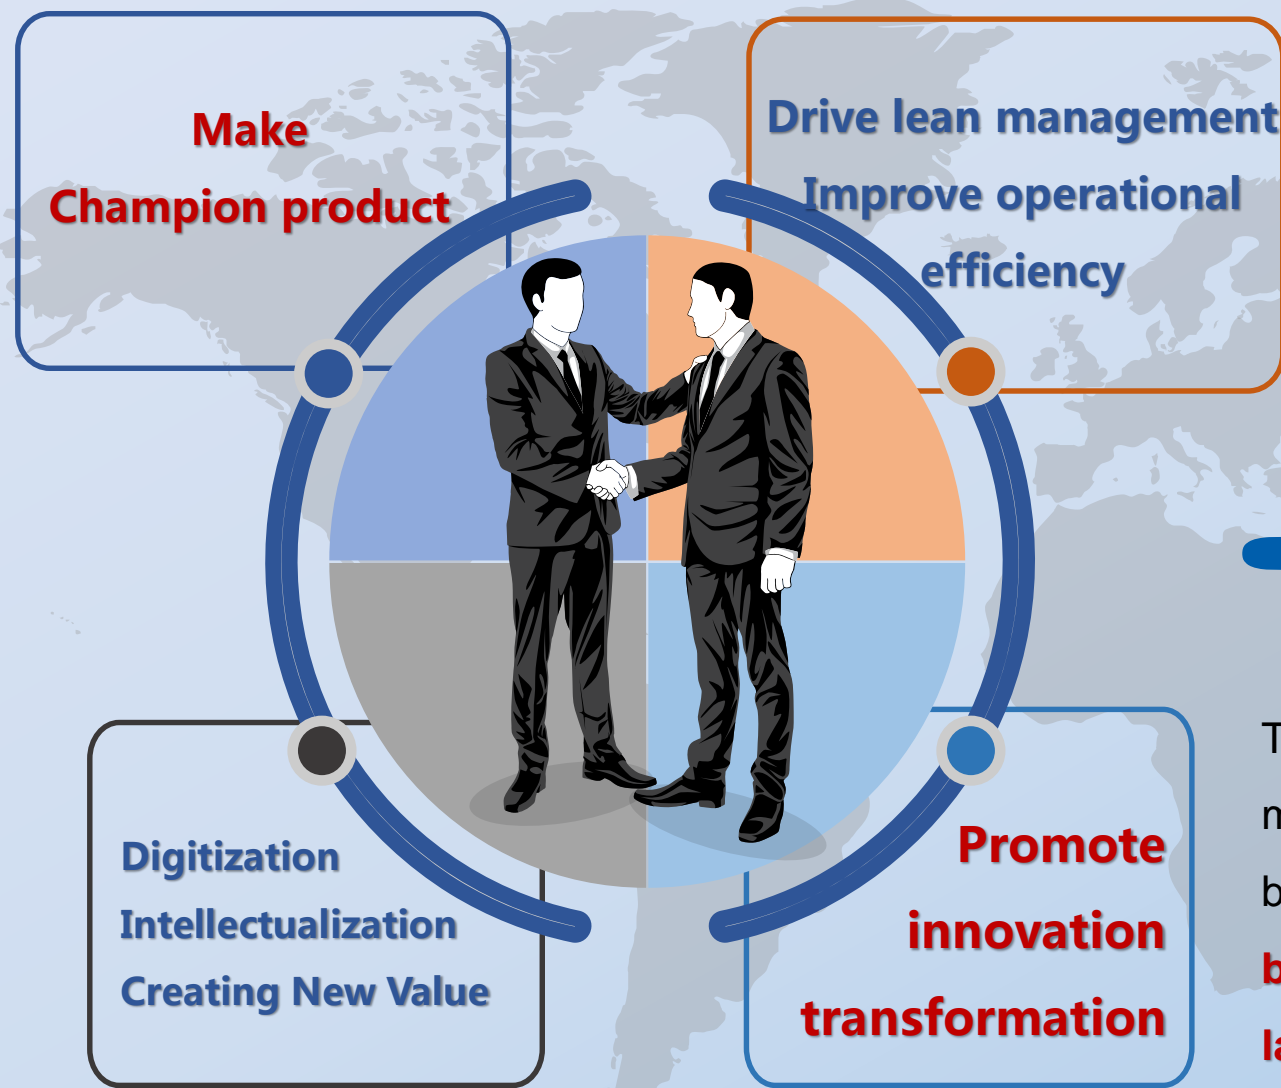 Make
Champion product
Drive lean management
Improve operational
efficiency
Digitization
Intellectualization
Creating New Value
Promote
innovation
transformation